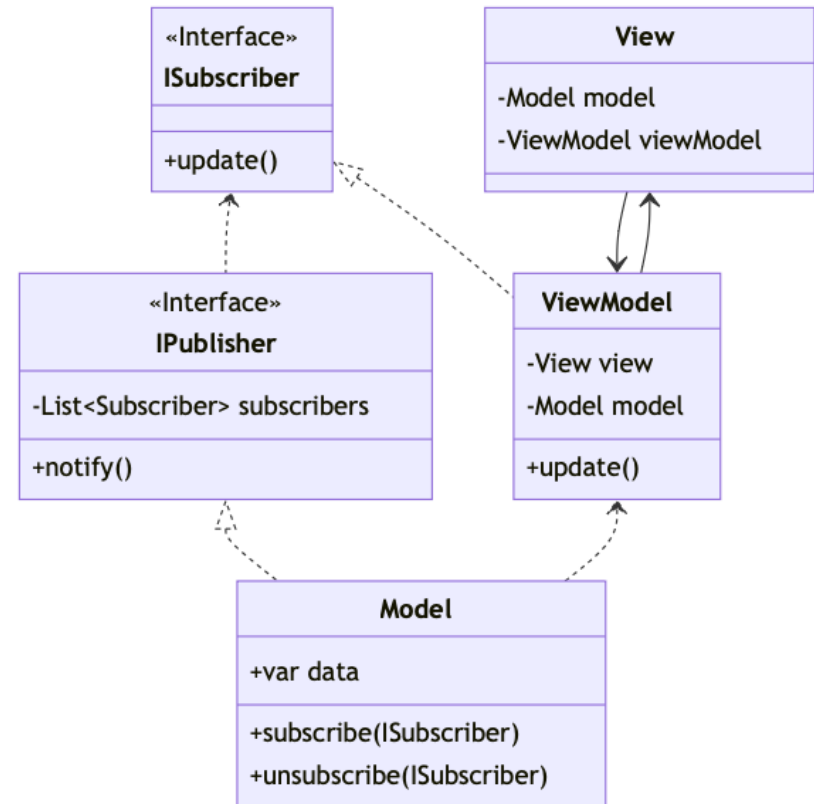 «Interface»
ISubscriber
+update()
View
-Model model
-ViewModel viewModel
«Interface»
IPublisher
-List<Subscriber> subscribers
+notify()
ViewModel
-View view
-Model model
+update()
Model
+var data
+subscribe(ISubscriber)
+unsubscribe(ISubscriber)